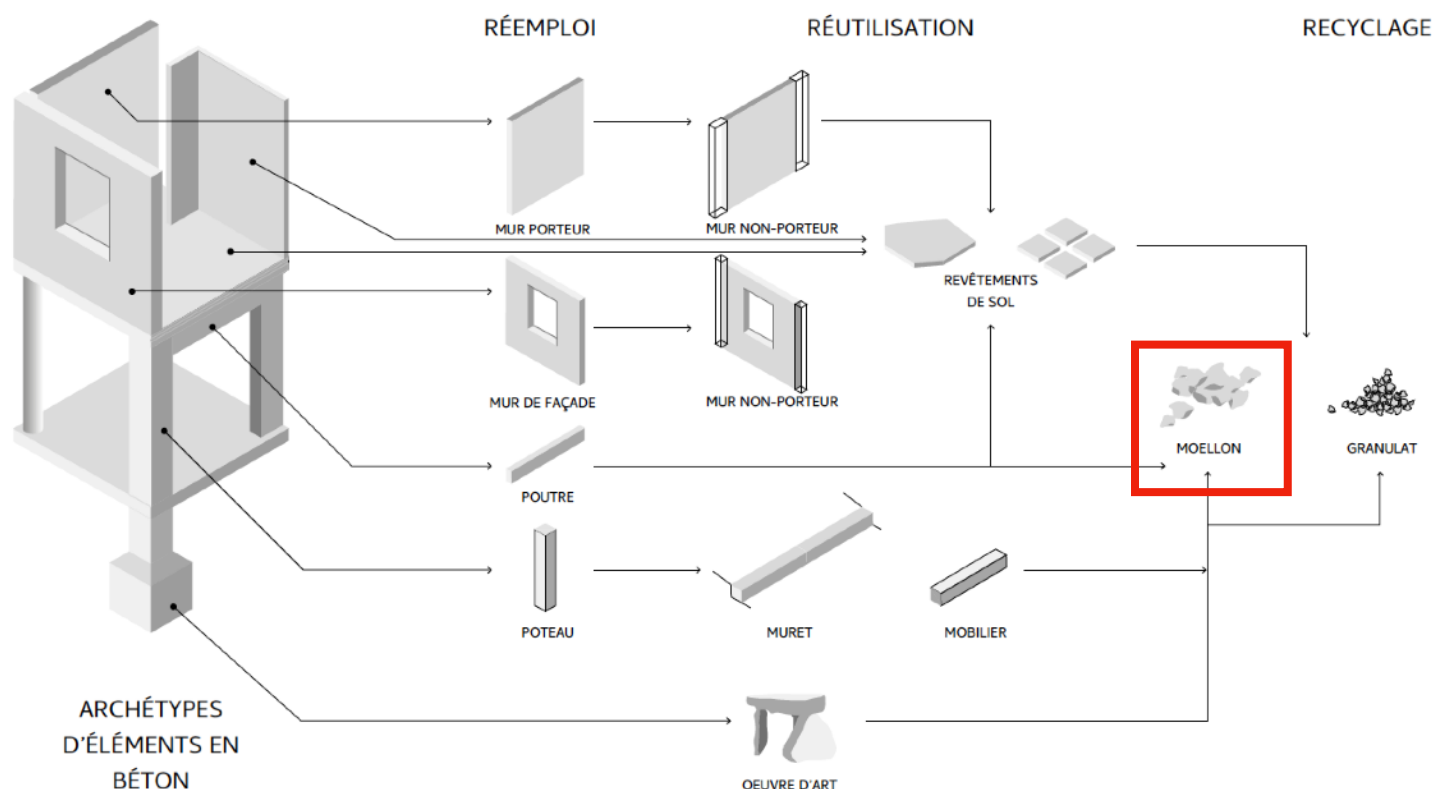 RÉEMPLOI
RÉUTILISATION
RECYCLAGE
MUR PORTEUR
MUR NON-PORTEUR
REVÊTEMENTS
DE SOL
MUR DE FAÇADE
MUR NON-PORTEUR
MOELLON
GRANULAT
POUTRE
POTEAU
MURET
MOBILIER
ARCHÉTYPES
D'ÉLÉMENTS EN
BÉTON
OEUVRE D'ART